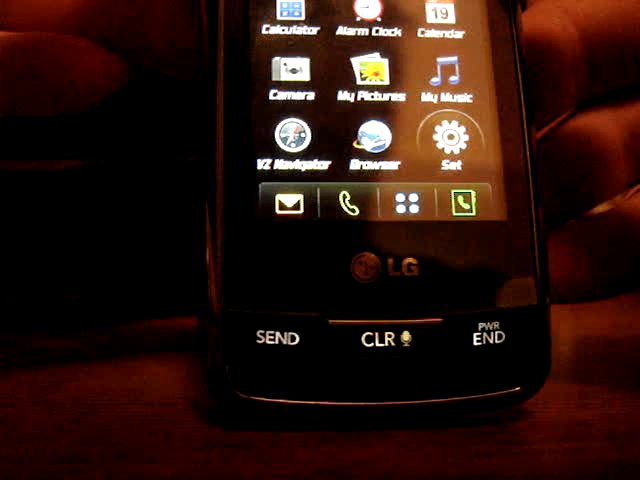 Calculator Alarm Clock Calendar
19
Camera My Pictures My Music
VZ Navigator Browser Set
LG
SEND CLR PWR END